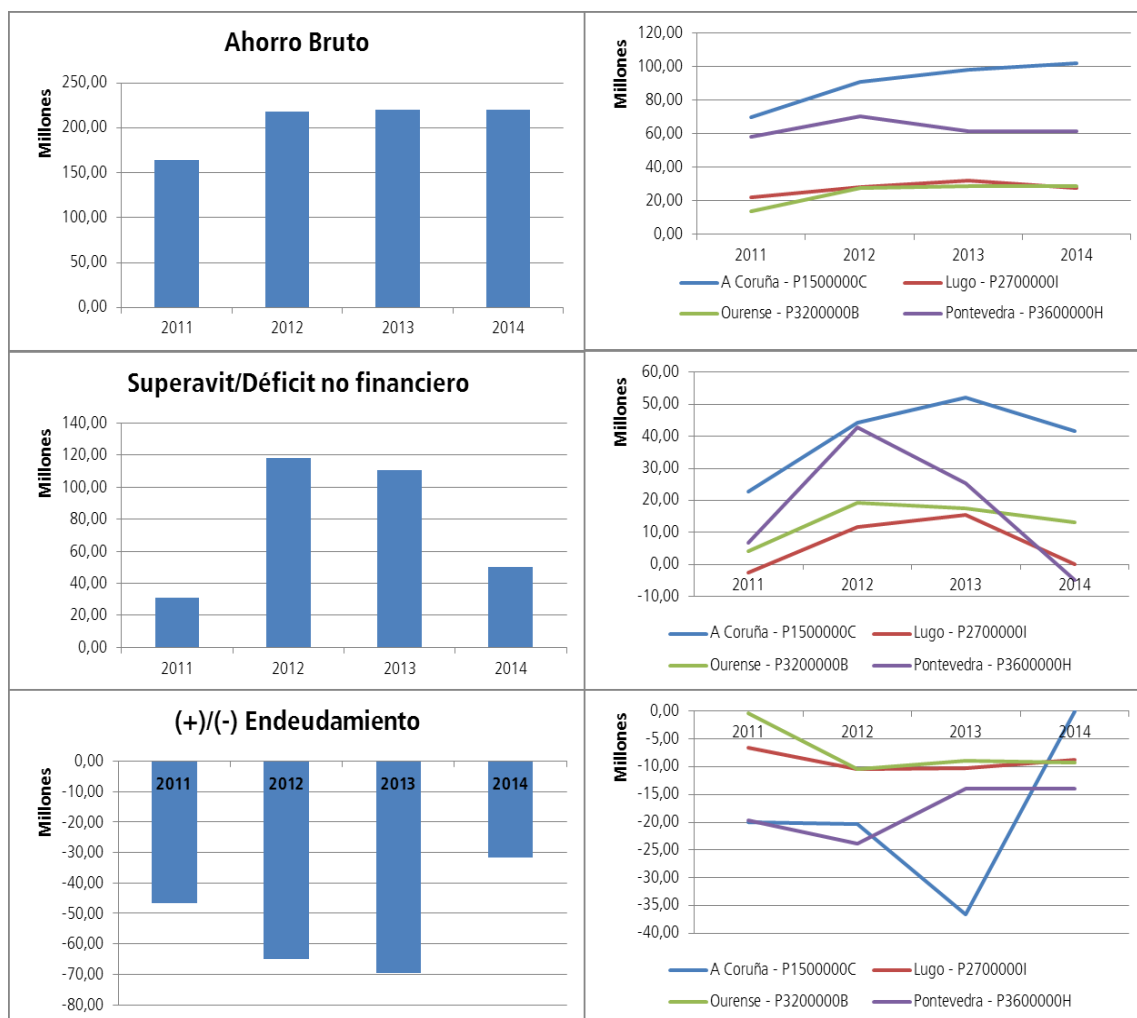 Ahorro Bruto
Millones
250,00
200,00
150,00
100,00
50,00
0,00
2011 2012 2013 2014
Millones
120,00
100,00
80,00
60,00
40,00
20,00
0,00
2011 2012 2013 2014
A Coruña - P1500000C Lugo - P2700000I
Ourense - P3200000B Pontevedra - P3600000H
Superavit/Déficit no financiero
Millones
140,00
120,00
100,00
80,00
60,00
40,00
20,00
0,00
2011 2012 2013 2014
Millones
60,00
50,00
40,00
30,00
20,00
10,00
0,00
-10,00
2011 2012 2013 2014
A Coruña - P1500000C Lugo - P2700000I
Ourense - P3200000B Pontevedra - P3600000H
(+)/(-) Endeudamiento
Millones
0,00
-10,00
-20,00
-30,00
-40,00
-50,00
-60,00
-70,00
-80,00
2011 2012 2013 2014
Millones
0,00
-5,00
-10,00
-15,00
-20,00
-25,00
-30,00
-35,00
-40,00
2011 2012 2013 2014
A Coruña - P1500000C Lugo - P2700000I
Ourense - P3200000B Pontevedra - P3600000H